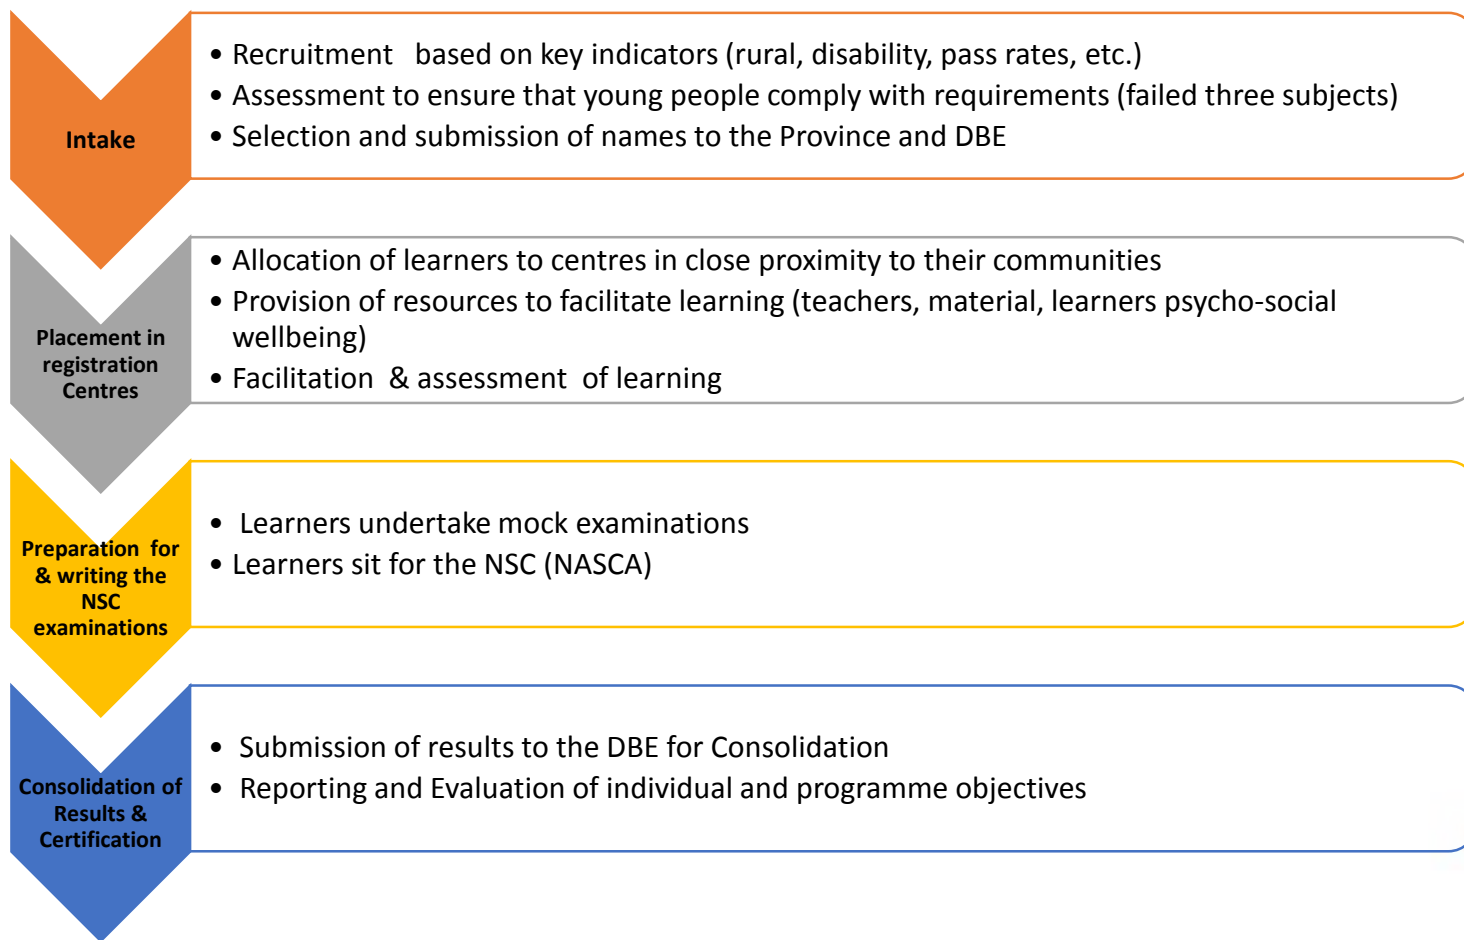 Intake
• Recruitment based on key indicators (rural, disability, pass rates, etc.)
• Assessment to ensure that young people comply with requirements (failed three subjects)
• Selection and submission of names to the Province and DBE
Placement in
registration
Centres
• Allocation of learners to centres in close proximity to their communities
• Provision of resources to facilitate learning (teachers, material, learners psycho-social
wellbeing)
• Facilitation & assessment of learning
Preparation for
& writing the
NSC
examinations
• Learners undertake mock examinations
• Learners sit for the NSC (NASCA)
Consolidation of
Results &
Certification
• Submission of results to the DBE for Consolidation
• Reporting and Evaluation of individual and programme objectives